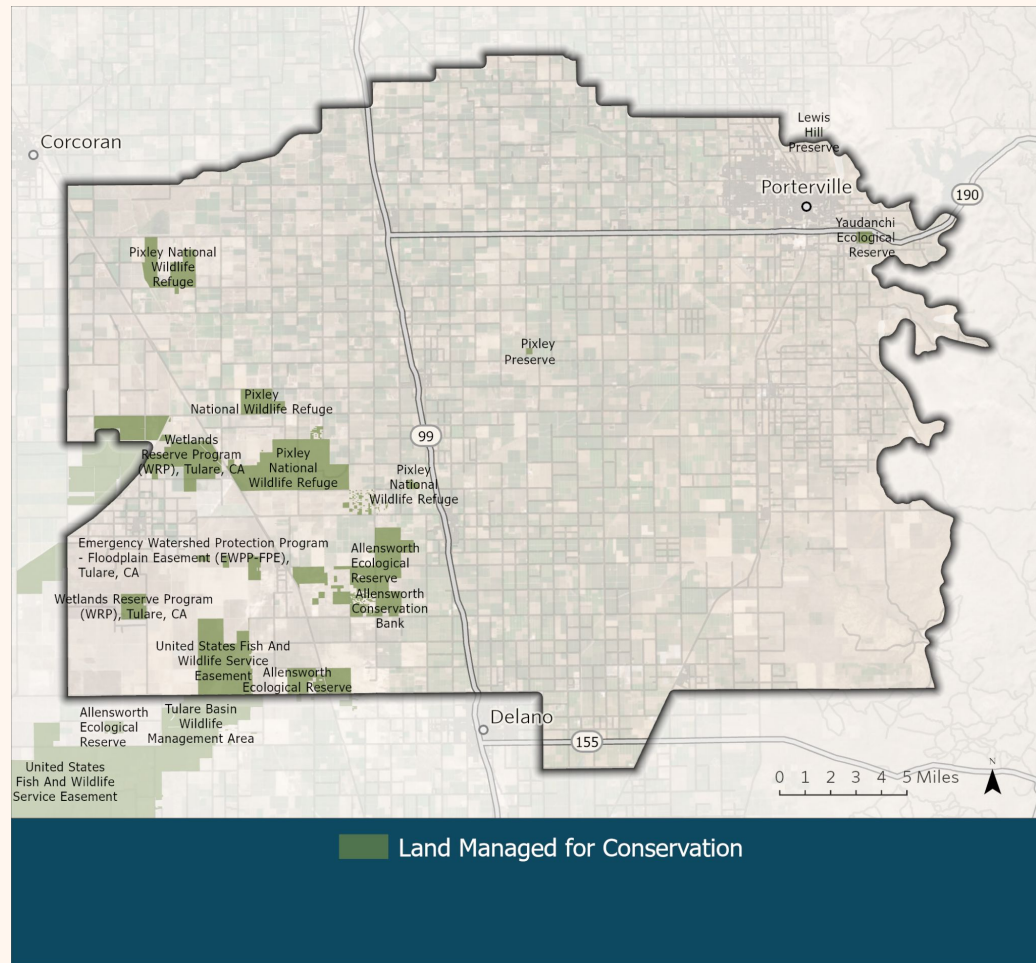 Lewis
Hill
Preserve
Corcoran
Porterville
190
Yaudanchi
Ecological
Reserve
Pixley National
Wildlife
Refuge
Pixley
Preserve
Pixley
National Wildlife Refuge
99
Wetlands
Reserve Program
(WRP), Tulare, CA
Pixley
National
Wildlife Refuge
Pixley
National
Wildlife Refuge
Emergency Watershed Protection Program
- Floodplain Easement (EWPP-FPE),
Tulare, CA
Allensworth
Ecological
Reserve
Allensworth
Conservation
Bank
Wetlands Reserve Program
(WRP), Tulare, CA
United States Fish And
Wildlife Service
Easement
Allensworth
Ecological Reserve
Allensworth
Ecological
Reserve
Tulare Basin
Wildlife
Management Area
Delano
155
United States
Fish And Wildlife
Service Easement
0 1 2 3 4 5 Miles
N
Land Managed for Conservation